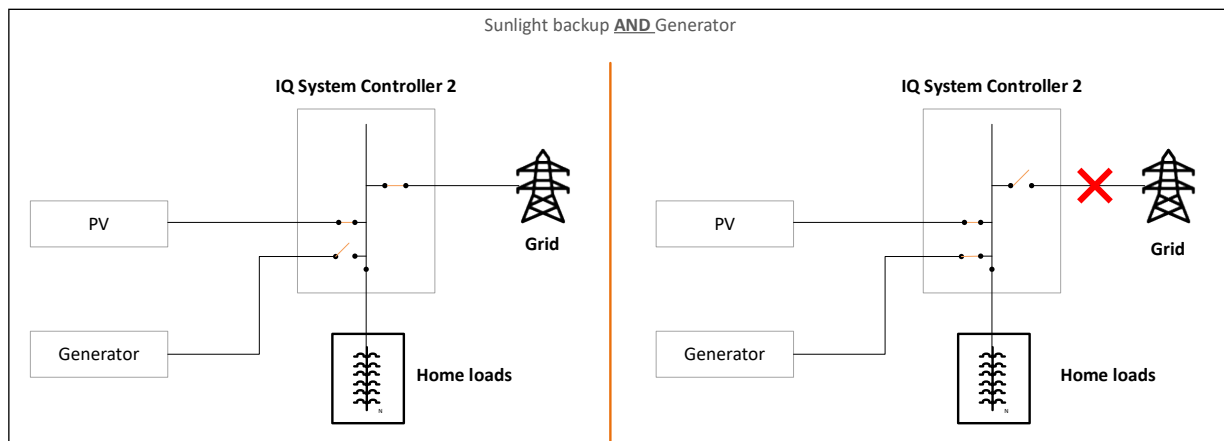 Sunlight backup AND Generator
IQ System Controller 2
PV
Grid
Generator
Home loads
N
IQ System Controller 2
PV
Grid
Generator
Home loads
N